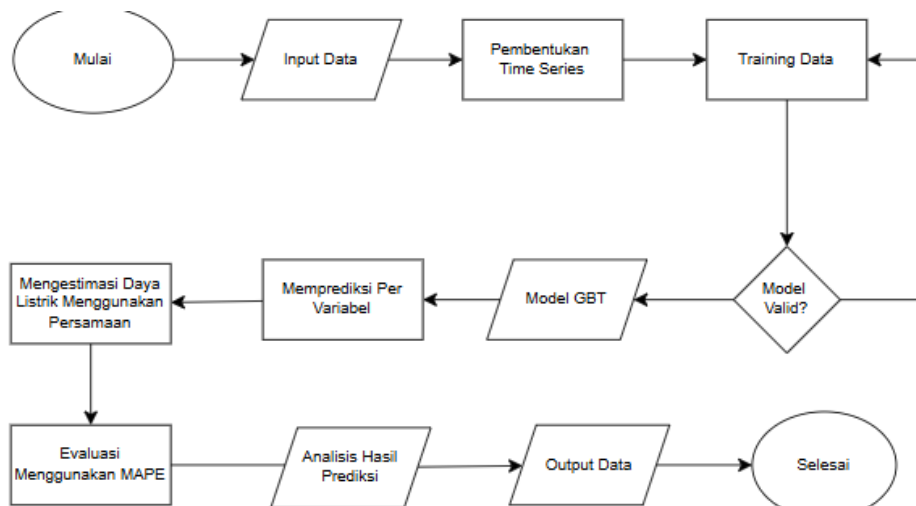 Mulai
Input Data
Pembentukan
Time Series
Training Data
Model
Valid?
Model GBT
Memprediksi Per
Variabel
Mengestimasi Daya
Listrik Menggunakan
Persamaan
Evaluasi
Menggunakan MAPE
Analisis Hasil
Prediksi
Output Data
Selesai